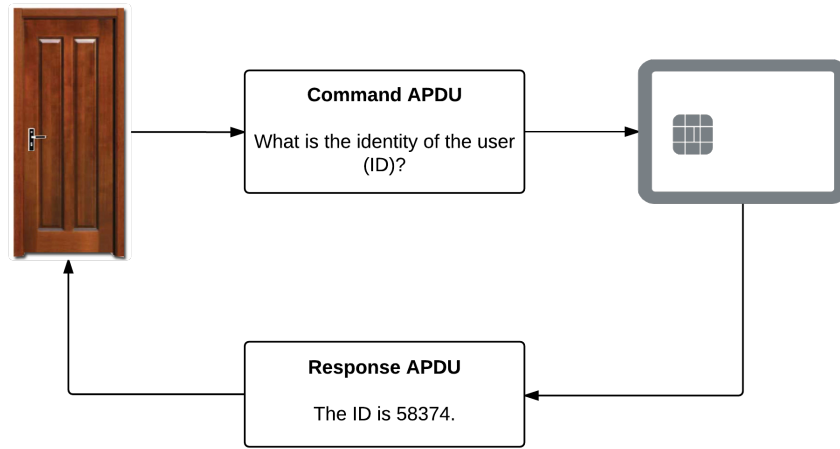 Command APDU
What is the identity of the user
(ID)?
Response APDU
The ID is 58374.